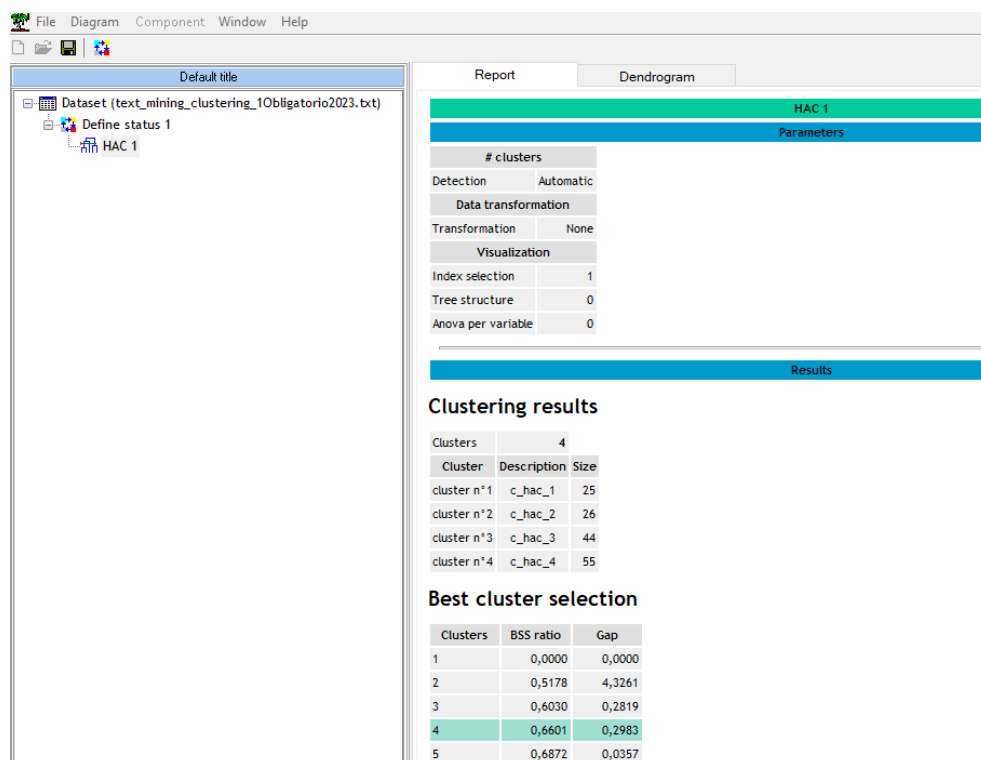 File Diagram Component Window Help
Default title
Dataset (text_mining_clustering_1Obligatorio2023.txt)
Define status 1
HAC 1
Report Dendrogram
HAC 1
Parameters
# clusters
Detection Automatic
Data transformation
Transformation None
Visualization
Index selection 1
Tree structure 0
Anova per variable 0
Results
Clustering results
Clusters 4
Cluster Description Size
cluster n°1 c_hac_1 25
cluster n°2 c_hac_2 26
cluster n°3 c_hac_3 44
cluster n°4 c_hac_4 55
Best cluster selection
Clusters BSS ratio Gap
1 0,0000 0,0000
2 0,5178 4,3261
3 0,6030 0,2819
4 0,6601 0,2983
5 0,6872 0,0357